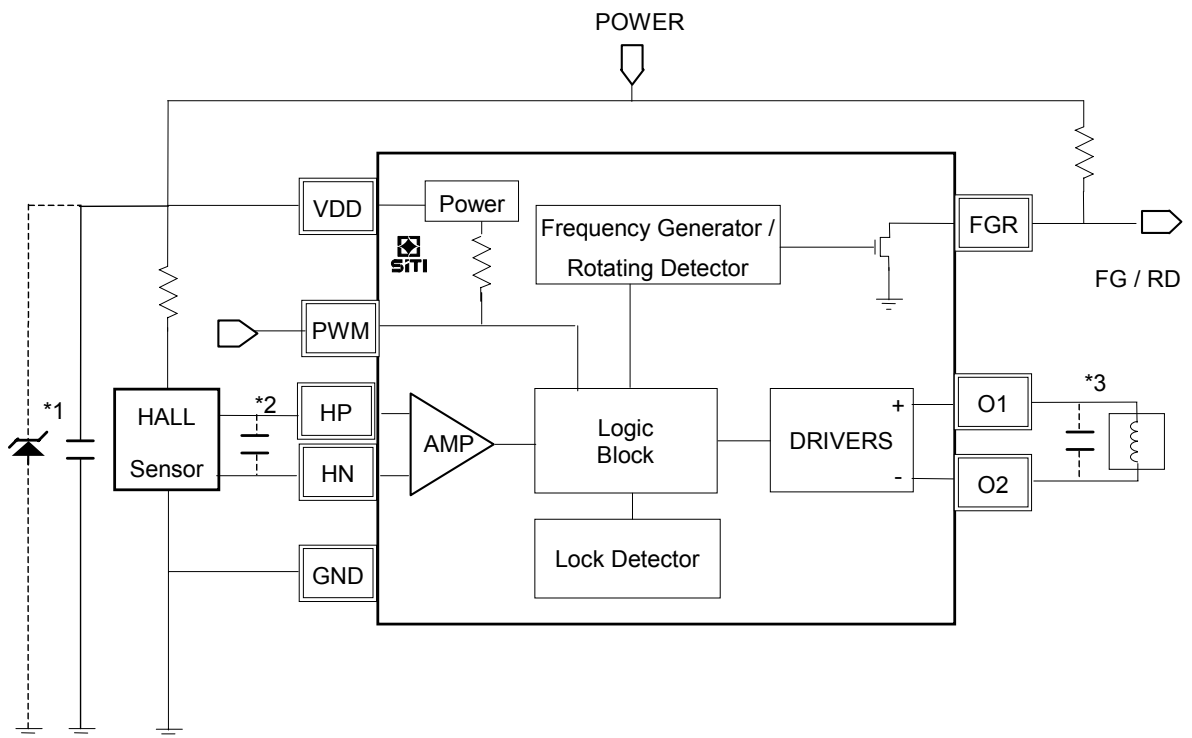 POWER
VDD
Power
SiTI
Frequency Generator /
Rotating Detector
FGR
FG / RD
PWM
*1
HALL
Sensor
*2
HP
HN
AMP
Logic
Block
DRIVERS
+
-
O1
O2
*3
Lock Detector
GND